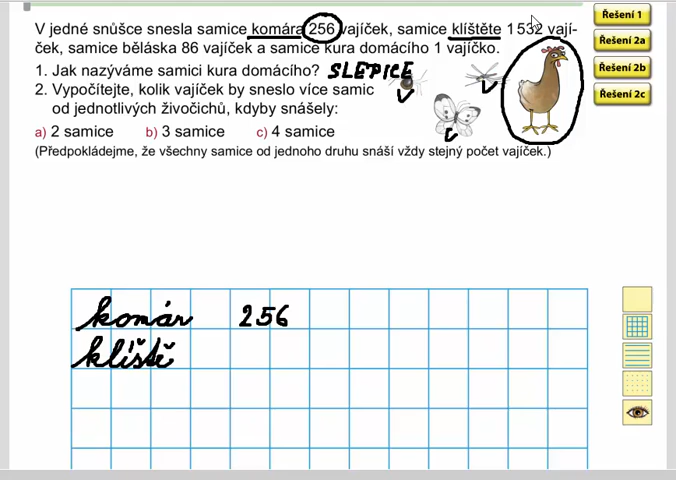 V jedné snůšce snesla samice komára 256 vajíček, samice klíštěte 1 532 vají-
ček, samice běláska 86 vajíček a samice kura domácího 1 vajíčko.
1. Jak nazýváme samici kura domácího? SLEPICE
2. Vypočítejte, kolik vajíček by sneslo více samic
od jednotlivých živočichů, kdyby snášely:
a) 2 samice b) 3 samice c) 4 samice
(Předpokládejme, že všechny samice od jednoho druhu snáší vždy stejný počet vajíček.)
Řešení 1
Řešení 2a
Řešení 2b
Řešení 2c
komár 256
klíště